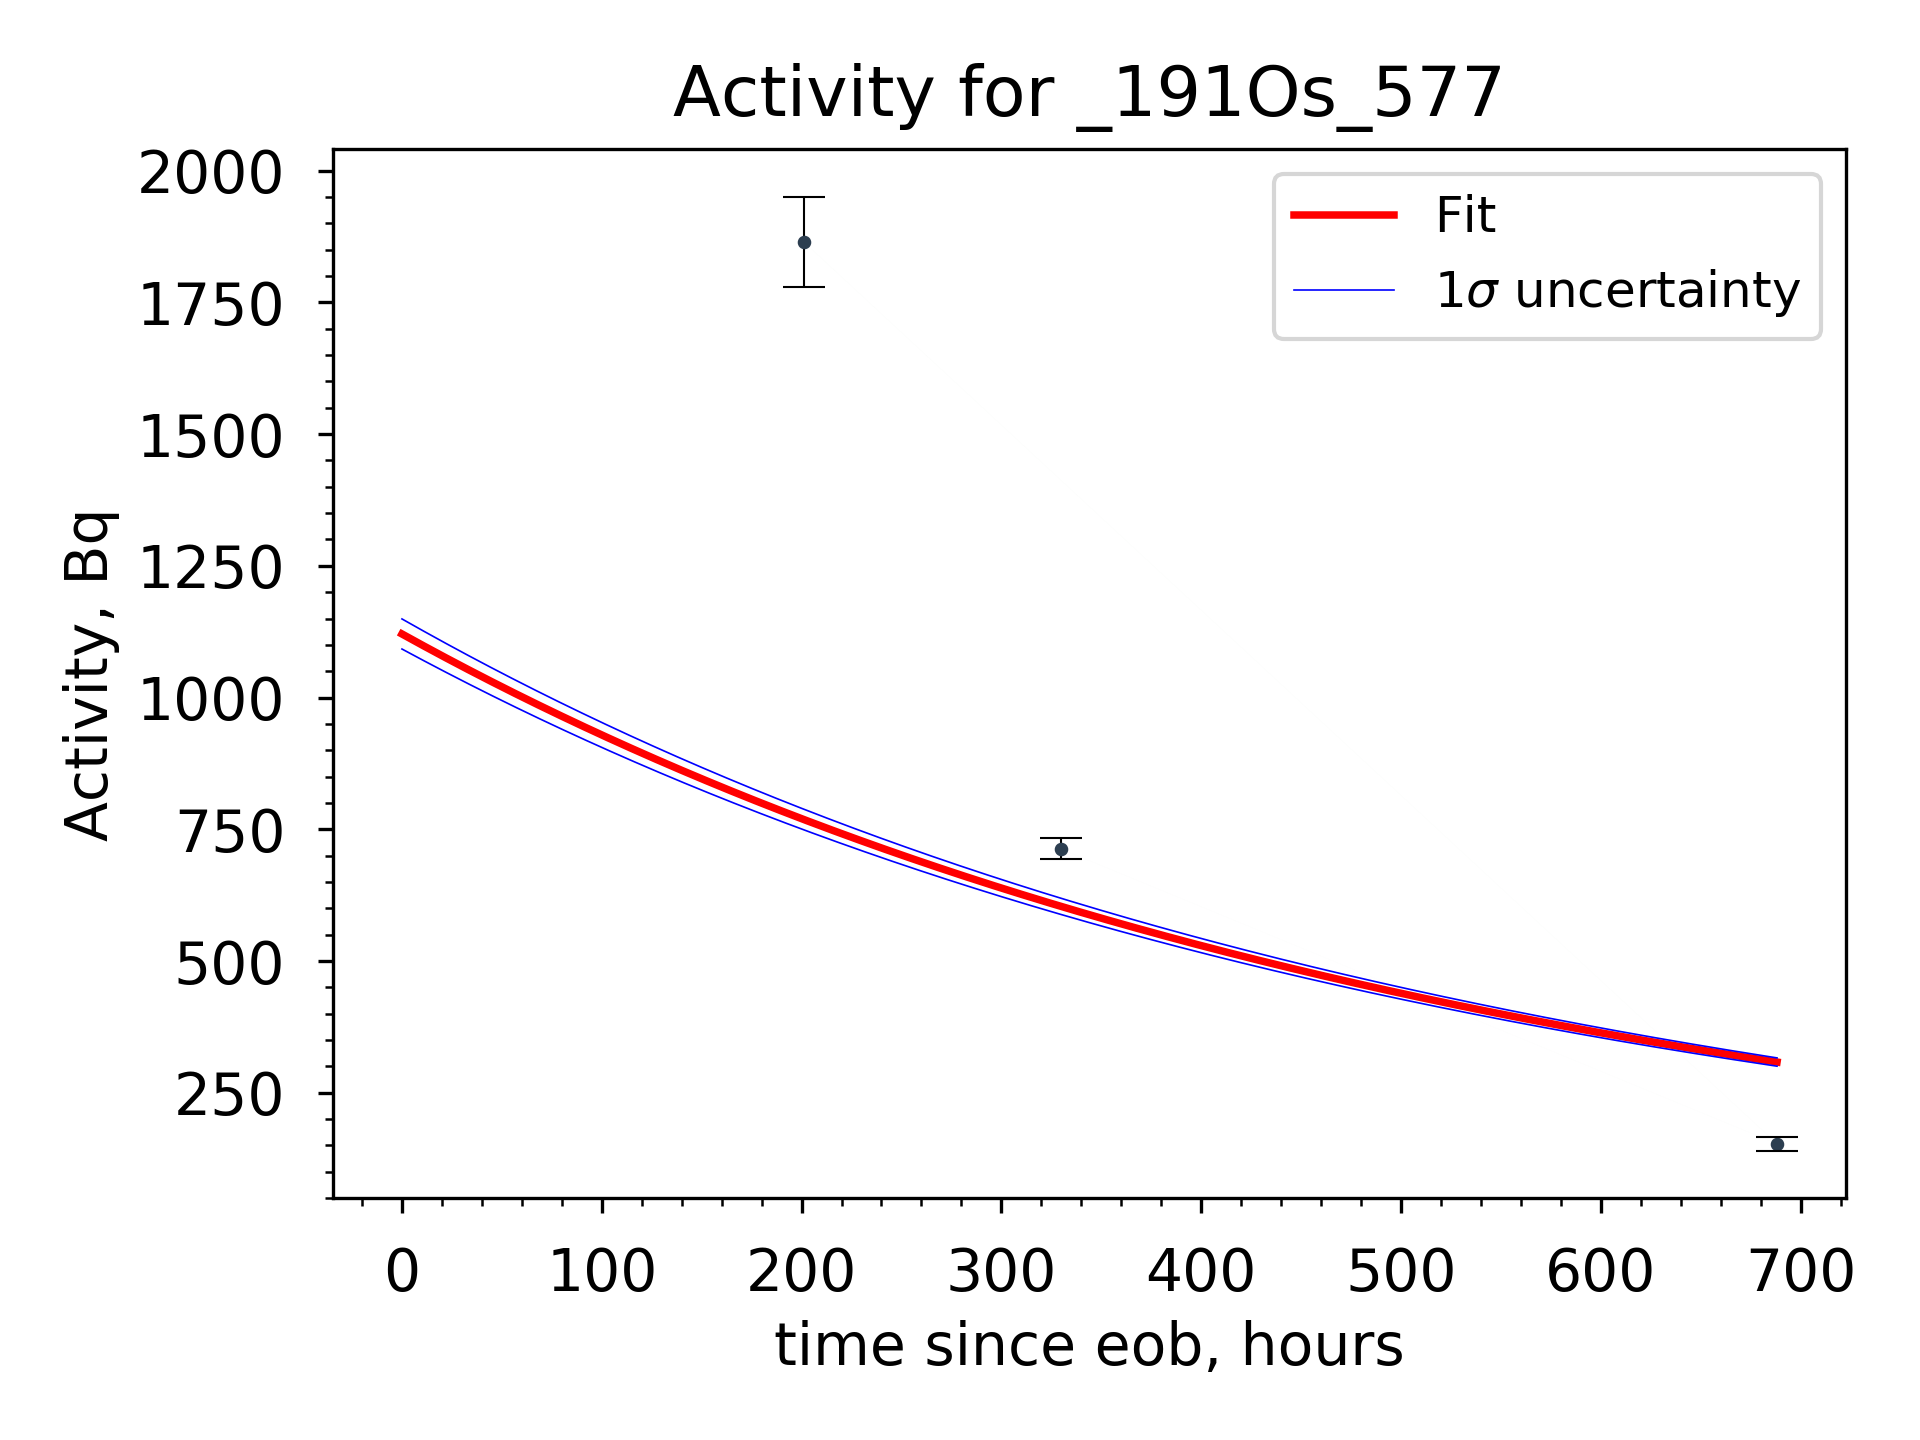 Activity for _191Os_577
Fit
1σ uncertainty
Activity, Bq
2000
1750
1500
1250
1000
750
500
250
0 100 200 300 400 500 600 700
time since eob, hours